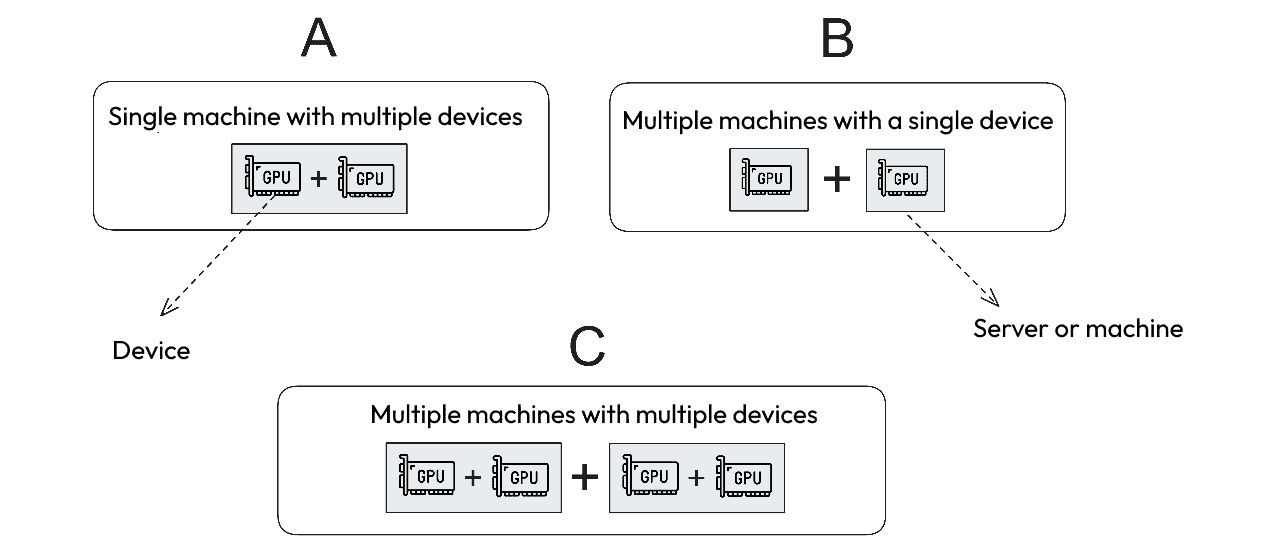 A
B
Single machine with multiple devices
GPU + GPU
Multiple machines with a single device
GPU + GPU
Device
Server or machine
C
Multiple machines with multiple devices
GPU + GPU + GPU + GPU